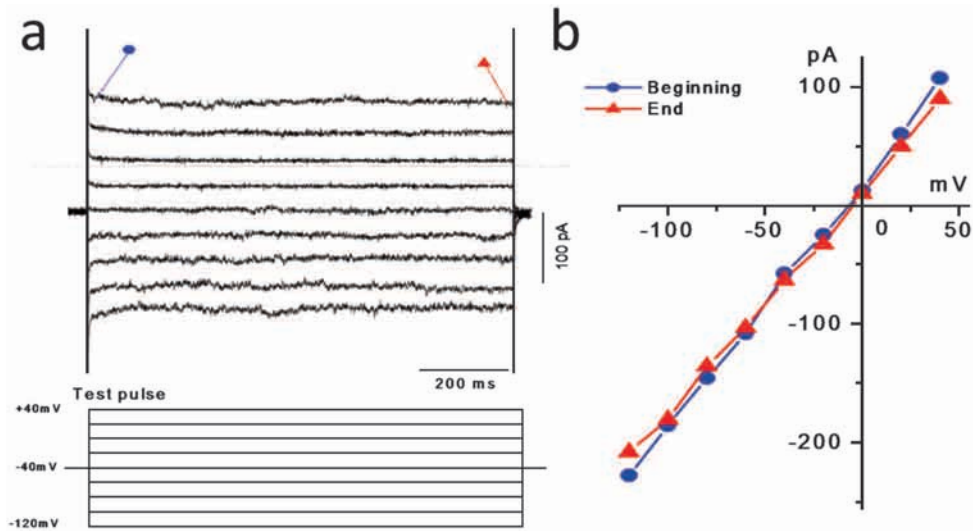 a
100 pA
200 ms
Test pulse
+40mV
-40mV
-120mV
b
pA
100
Beginning
End
mV
-100
-50
0
50
-100
-200